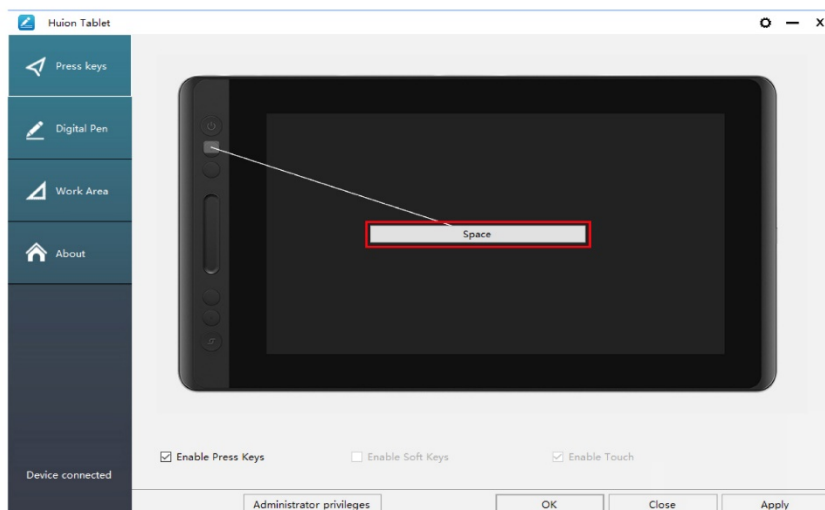 Huion Tablet
Press keys
Digital Pen
Work Area
About
Space
Enable Press Keys
Enable Soft Keys
Enable Touch
Device connected
Administrator privileges
OK
Close
Apply